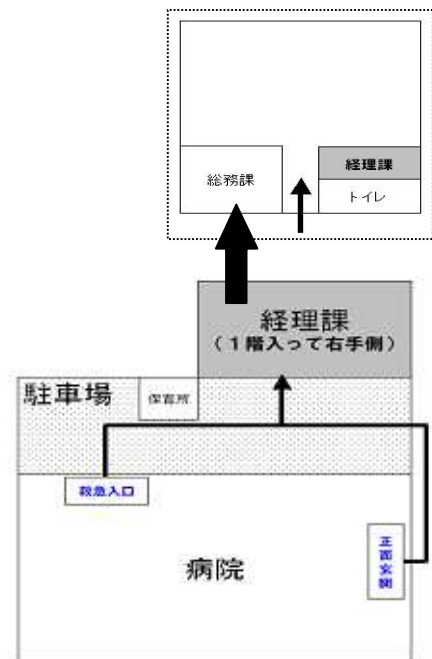 経理課
総務課
トイレ
経理課
(1階入って右手側)
駐車場
保育所
救急入口
正面玄関
病院